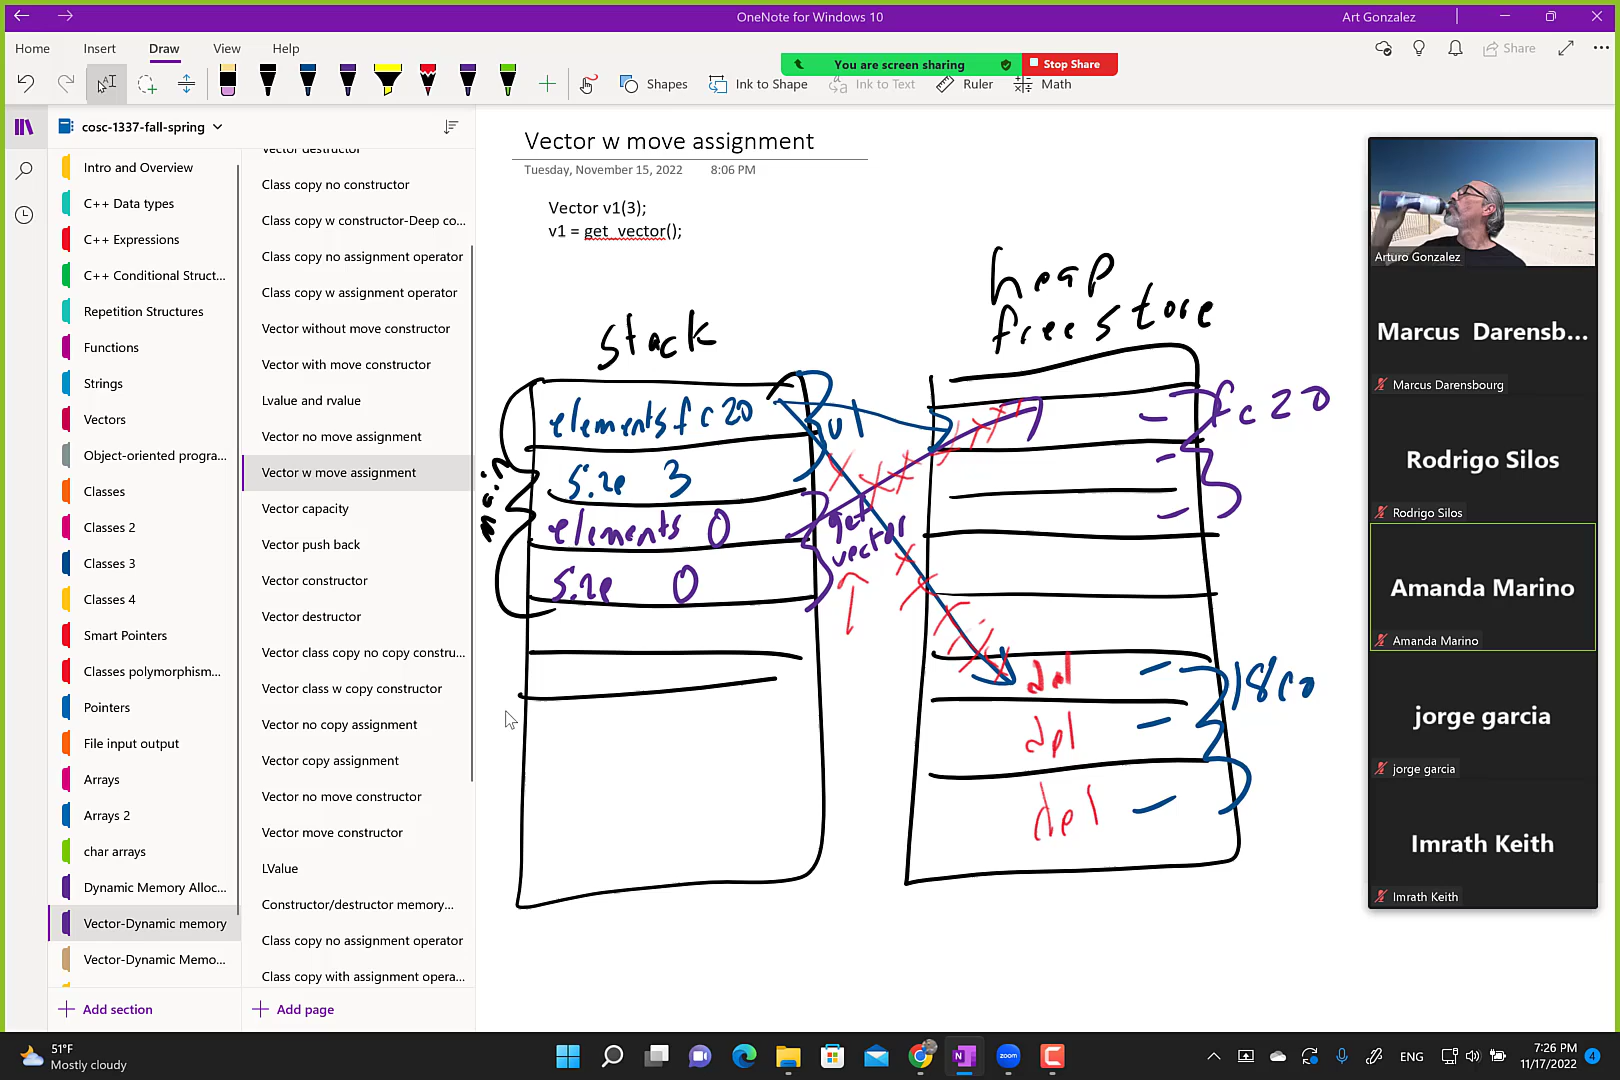 OneNote for Windows 10
Art Gonzalez
Home Insert Draw View Help
Share
You are screen sharing
Stop Share
Shapes
Ink to Shape
Ink to Text
Ruler
Math
cosc-1337-fall-spring
Intro and Overview
C++ Data types
C++ Expressions
C++ Conditional Struct...
Repetition Structures
Functions
Strings
Vectors
Object-oriented progra...
Classes
Classes 2
Classes 3
Classes 4
Smart Pointers
Classes polymorphism...
Pointers
File input output
Arrays
Arrays 2
char arrays
Dynamic Memory Alloc...
Vector-Dynamic memory
Vector-Dynamic Memo...
Add section
Vector destructor
Class copy no constructor
Class copy w constructor-Deep co...
Class copy no assignment operator
Class copy w assignment operator
Vector without move constructor
Vector with move constructor
Lvalue and rvalue
Vector no move assignment
Vector w move assignment
Vector capacity
Vector push back
Vector constructor
Vector destructor
Vector class copy no copy constru...
Vector class w copy constructor
Vector no copy assignment
Vector copy assignment
Vector no move constructor
Vector move constructor
LValue
Constructor/destructor memory...
Class copy no assignment operator
Class copy with assignment opera...
Add page
Vector w move assignment
Tuesday, November 15, 2022 8:06 PM
Vector v1(3);
v1 = get_vector();
stack
heap
free store
main
elements fc20
v1
size 3
elements 0
get
vector
size 0
fc20
del
del
del
18c0
Arturo Gonzalez
Marcus Darensb...
Marcus Darensbourg
Rodrigo Silos
Rodrigo Silos
Amanda Marino
Amanda Marino
jorge garcia
jorge garcia
Imrath Keith
Imrath Keith
51°F
Mostly cloudy
zoom
ENG
7:26 PM
11/17/2022
4